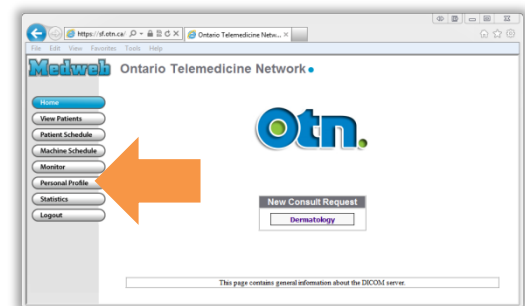 https://sf.otn.ca/
Ontario Telemedicine Netw...
File Edit View Favorites Tools Help
Medweb Ontario Telemedicine Network
Home
View Patients
Patient Schedule
Machine Schedule
Monitor
Personal Profile
Statistics
Logout
otn.
New Consult Request
Dermatology
This page contains general information about the DICOM server.